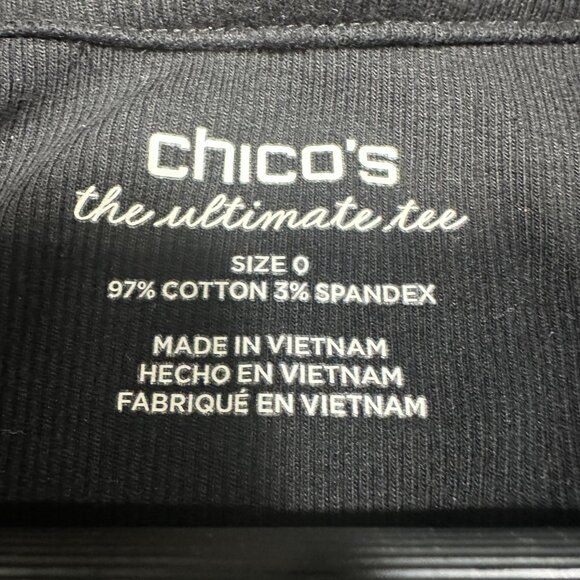 chico's
the ultimate tee
SIZE 0
97% COTTON 3% SPANDEX
MADE IN VIETNAM
HECHO EN VIETNAM
FABRIQUÉ EN VIETNAM